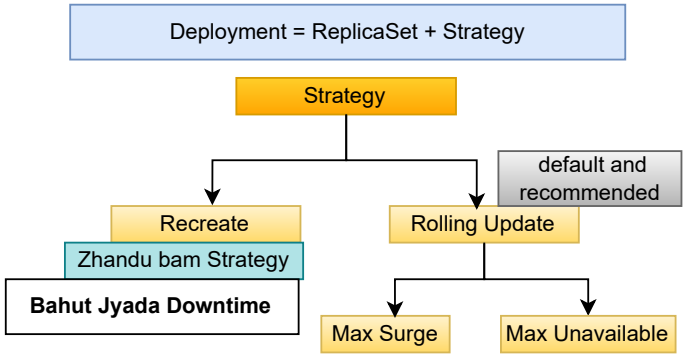 Deployment = ReplicaSet + Strategy
Strategy
default and
recommended
Recreate
Rolling Update
Zhandu bam Strategy
Bahut Jyada Downtime
Max Surge
Max Unavailable